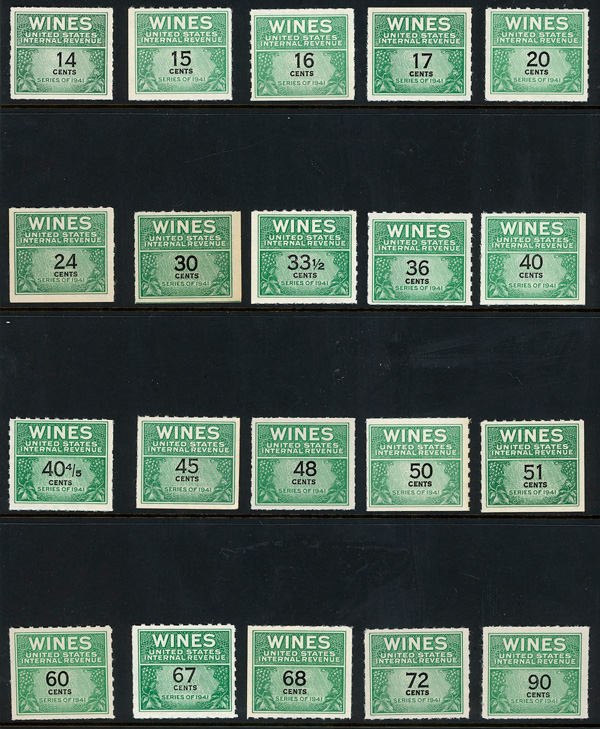 WINES
UNITED STATES
INTERNAL REVENUE
14
CENTS
SERIES OF 1941
WINES
UNITED STATES
INTERNAL REVENUE
15
CENTS
SERIES OF 1941
WINES
UNITED STATES
INTERNAL REVENUE
16
CENTS
SERIES OF 1941
WINES
UNITED STATES
INTERNAL REVENUE
17
CENTS
SERIES OF 1941
WINES
UNITED STATES
INTERNAL REVENUE
20
CENTS
SERIES OF 1941
WINES
UNITED STATES
INTERNAL REVENUE
24
CENTS
SERIES OF 1941
WINES
UNITED STATES
INTERNAL REVENUE
30
CENTS
SERIES OF 1941
WINES
UNITED STATES
INTERNAL REVENUE
33½
CENTS
SERIES OF 1941
WINES
UNITED STATES
INTERNAL REVENUE
36
CENTS
SERIES OF 1941
WINES
UNITED STATES
INTERNAL REVENUE
40
CENTS
SERIES OF 1941
WINES
UNITED STATES
INTERNAL REVENUE
40 4/5
CENTS
SERIES OF 1941
WINES
UNITED STATES
INTERNAL REVENUE
45
CENTS
SERIES OF 1941
WINES
UNITED STATES
INTERNAL REVENUE
48
CENTS
SERIES OF 1941
WINES
UNITED STATES
INTERNAL REVENUE
50
CENTS
SERIES OF 1941
WINES
UNITED STATES
INTERNAL REVENUE
51
CENTS
SERIES OF 1941
WINES
UNITED STATES
INTERNAL REVENUE
60
CENTS
SERIES OF 1941
WINES
UNITED STATES
INTERNAL REVENUE
67
CENTS
SERIES OF 1941
WINES
UNITED STATES
INTERNAL REVENUE
68
CENTS
SERIES OF 1941
WINES
UNITED STATES
INTERNAL REVENUE
72
CENTS
SERIES OF 1941
WINES
UNITED STATES
INTERNAL REVENUE
90
CENTS
SERIES OF 1941